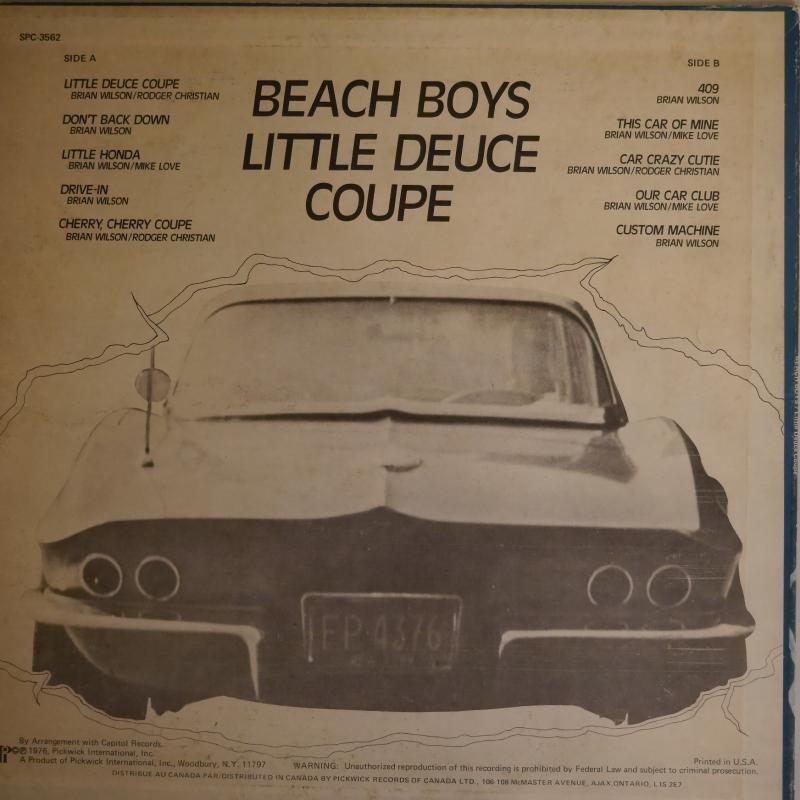 SPC-3562
SIDE A
LITTLE DEUCE COUPE
BRIAN WILSON/RODGER CHRISTIAN
DON'T BACK DOWN
BRIAN WILSON
LITTLE HONDA
BRIAN WILSON/MIKE LOVE
DRIVE-IN
BRIAN WILSON
CHERRY, CHERRY COUPE
BRIAN WILSON/RODGER CHRISTIAN
BEACH BOYS
LITTLE DEUCE
COUPE
SIDE B
409
BRIAN WILSON
THIS CAR OF MINE
BRIAN WILSON/MIKE LOVE
CAR CRAZY CUTIE
BRIAN WILSON/RODGER CHRISTIAN
OUR CAR CLUB
BRIAN WILSON/MIKE LOVE
CUSTOM MACHINE
BRIAN WILSON
FP-4376
By Arrangement with Capitol Records.
©℗ 1976, Pickwick International, Inc.
A Product of Pickwick International, Inc., Woodbury, N.Y. 11797
WARNING: Unauthorized reproduction of this recording is prohibited by Federal Law and subject to criminal prosecution.
Printed in U.S.A.
DISTRIBUE AU CANADA PAR/DISTRIBUTED IN CANADA BY PICKWICK RECORDS OF CANADA LTD., 106-108 McMASTER AVENUE, AJAX, ONTARIO, L1S 2E7